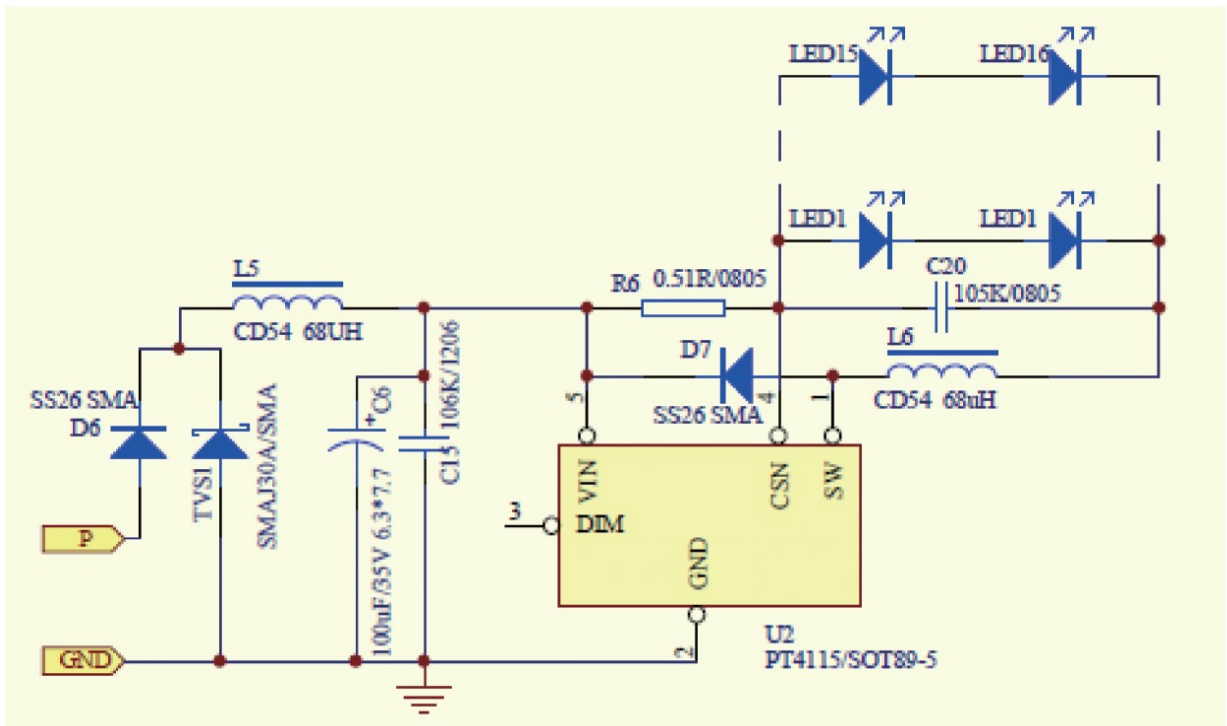 LED15
LED16
LED1
LED1
L5
CD54 68UH
R6
0.51R/0805
C20
105K/0805
L6
CD54 68uH
D7
SS26 SMA
SS26 SMA
D6
TVS1
SMAJ30A/SMA
C6
100uF/35V 6.3*7.7
C15 106K/1206
5
4
1
VIN
CSN
SW
3
DIM
GND
2
P
GND
U2
PT4115/SOT89-5